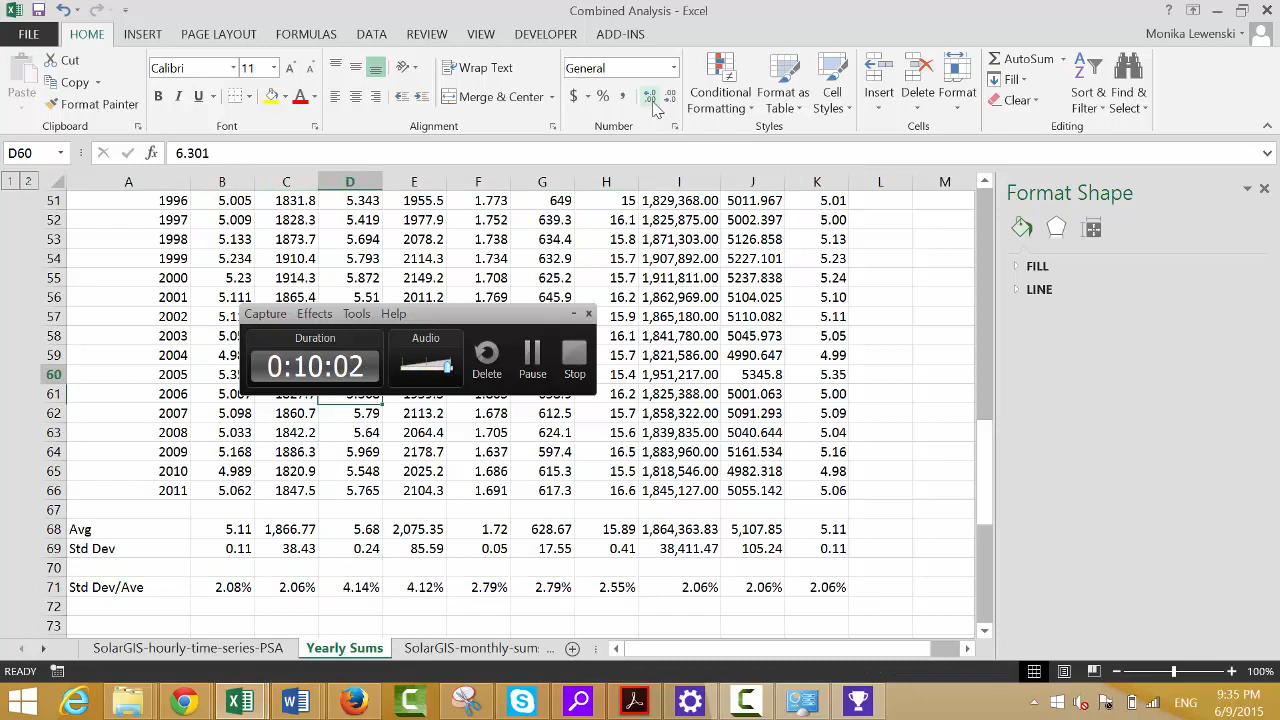 Combined Analysis - Excel
FILE HOME INSERT PAGE LAYOUT FORMULAS DATA REVIEW VIEW DEVELOPER ADD-INS Monika Lewenski
Paste Cut Copy Format Painter
Calibri 11
B I U
Wrap Text
Merge & Center
General
$ % ,
Conditional Formatting
Format as Table
Cell Styles
Insert Delete Format
AutoSum
Fill
Clear
Sort & Filter
Find & Select
Clipboard Font Alignment Number Styles Cells Editing
D60 fx 6.301
1 2 A B C D E F G H I J K L M
51 1996 5.005 1831.8 5.343 1955.5 1.773 649 15 1,829,368.00 5011.967 5.01
52 1997 5.009 1828.3 5.419 1977.9 1.752 639.3 16.1 1,825,875.00 5002.397 5.00
53 1998 5.133 1873.7 5.694 2078.2 1.738 634.4 15.8 1,871,303.00 5126.858 5.13
54 1999 5.234 1910.4 5.793 2114.3 1.734 632.9 15.7 1,907,892.00 5227.101 5.23
55 2000 5.23 1914.3 5.872 2149.2 1.708 625.2 15.7 1,911,811.00 5237.838 5.24
56 2001 5.111 1865.4 5.51 2011.2 1.769 645.9 16.2 1,862,969.00 5104.025 5.10
57 2002 15.9 1,865,180.00 5110.082 5.11
58 2003 16.1 1,841,780.00 5045.973 5.05
59 2004 15.7 1,821,586.00 4990.647 4.99
60 2005 15.4 1,951,217.00 5345.8 5.35
61 2006 16.2 1,825,388.00 5001.063 5.00
62 2007 5.098 1860.7 5.79 2113.2 1.678 612.5 15.7 1,858,322.00 5091.293 5.09
63 2008 5.033 1842.2 5.64 2064.4 1.705 624.1 15.6 1,839,835.00 5040.644 5.04
64 2009 5.168 1886.3 5.969 2178.7 1.637 597.4 16.5 1,883,960.00 5161.534 5.16
65 2010 4.989 1820.9 5.548 2025.2 1.686 615.3 15.5 1,818,546.00 4982.318 4.98
66 2011 5.062 1847.5 5.765 2104.3 1.691 617.3 16.6 1,845,127.00 5055.142 5.06
67
68 Avg 5.11 1,866.77 5.68 2,075.35 1.72 628.67 15.89 1,864,363.83 5,107.85 5.11
69 Std Dev 0.11 38.43 0.24 85.59 0.05 17.55 0.41 38,411.47 105.24 0.11
70
71 Std Dev/Ave 2.08% 2.06% 4.14% 4.12% 2.79% 2.79% 2.55% 2.06% 2.06% 2.06%
72
73
Capture Effects Tools Help
Duration Audio
0:10:02
Delete Pause Stop
Format Shape
FILL
LINE
SolarGIS-hourly-time-series-PSA Yearly Sums SolarGIS-monthly-sum ...
READY 100%
ENG 9:35 PM
6/9/2015